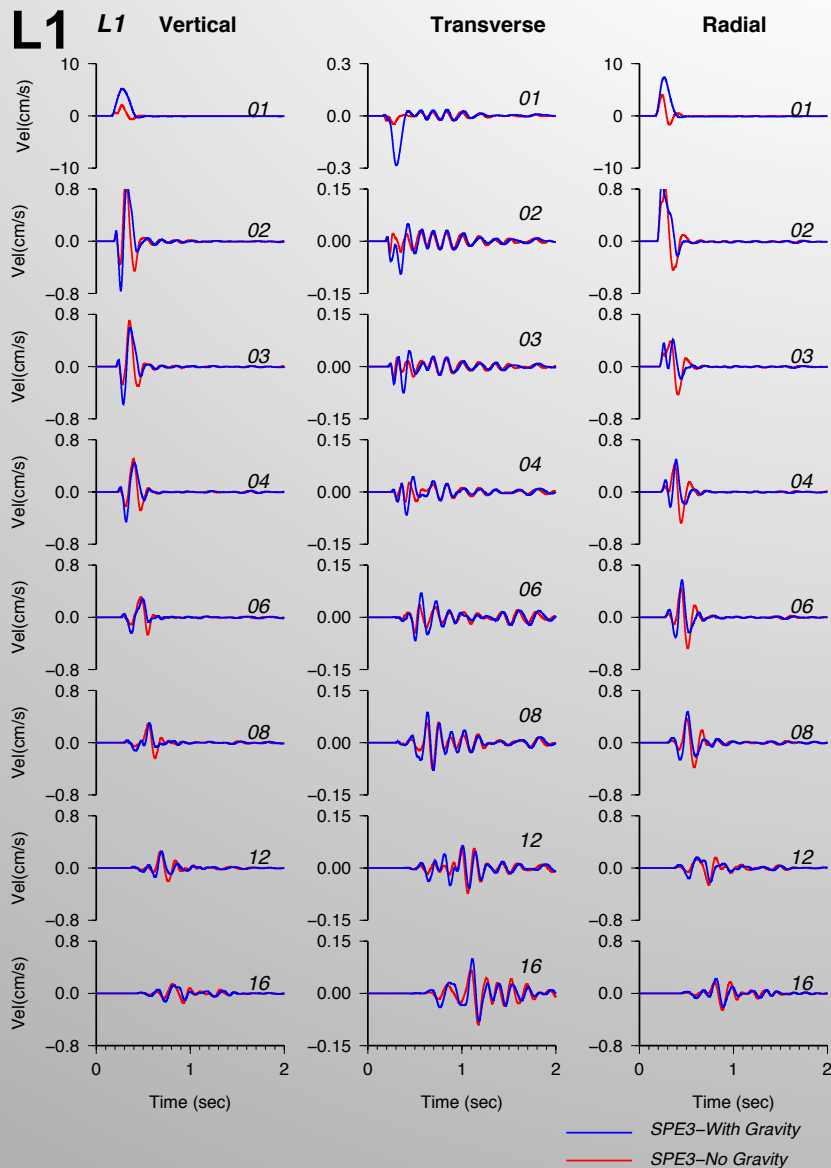 L1 L1 Vertical Transverse Radial
10 0.3 10
Vel(cm/s) 0 01 0.0 01 0 01
−10 −0.3 −10
0.8 0.15 0.8
Vel(cm/s) 0.0 02 0.00 02 0.0 02
−0.8 −0.15 −0.8
0.8 0.15 0.8
Vel(cm/s) 0.0 03 0.00 03 0.0 03
−0.8 −0.15 −0.8
0.8 0.15 0.8
Vel(cm/s) 0.0 04 0.00 04 0.0 04
−0.8 −0.15 −0.8
0.8 0.15 0.8
Vel(cm/s) 0.0 06 0.00 06 0.0 06
−0.8 −0.15 −0.8
0.8 0.15 0.8
Vel(cm/s) 0.0 08 0.00 08 0.0 08
−0.8 −0.15 −0.8
0.8 0.15 0.8
Vel(cm/s) 0.0 12 0.00 12 0.0 12
−0.8 −0.15 −0.8
0.8 0.15 0.8
Vel(cm/s) 0.0 16 0.00 16 0.0 16
−0.8 −0.15 −0.8
0 1 2 0 1 2 0 1 2
Time (sec) Time (sec) Time (sec)
SPE3−With Gravity
SPE3−No Gravity